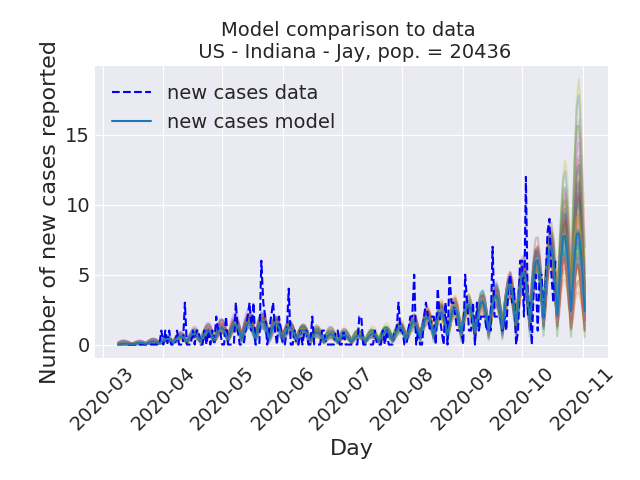 Model comparison to data
US - Indiana - Jay, pop. = 20436
new cases data
new cases model
Number of new cases reported
15
10
5
0
2020-03
2020-04
2020-05
2020-06
2020-07
2020-08
2020-09
2020-10
2020-11
Day